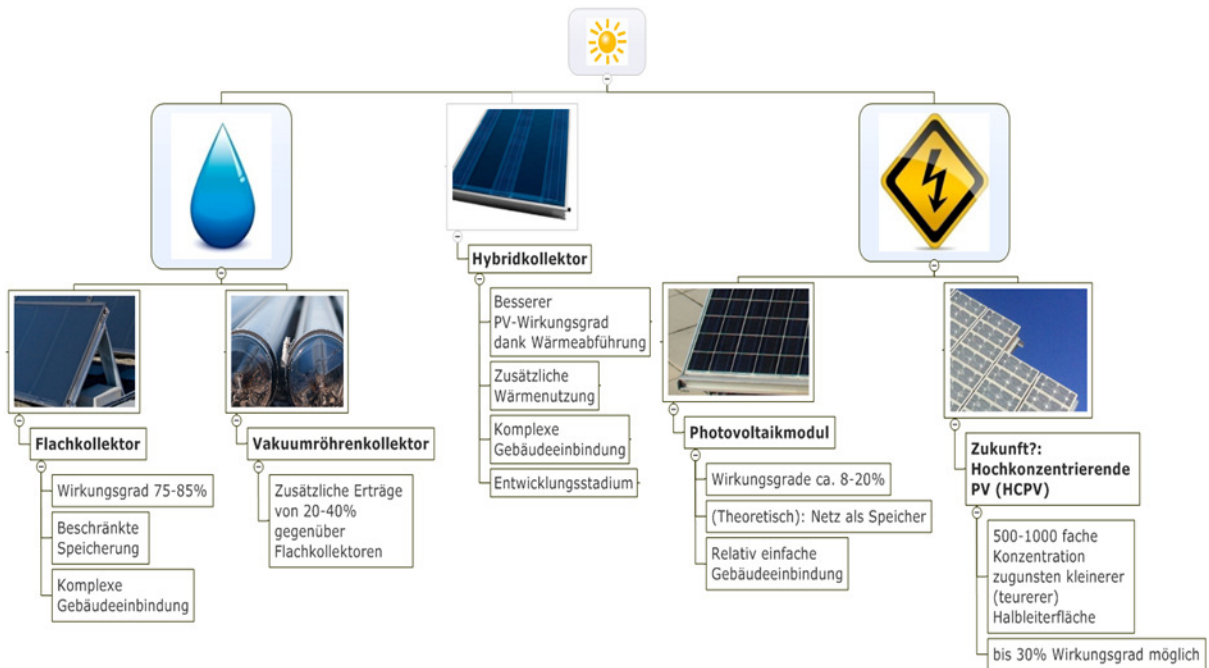 Flachkollektor
Wirkungsgrad 75-85%
Beschränkte
Speicherung
Komplexe
Gebäudeeinbindung
Vakuumröhrenkollektor
Zusätzliche Erträge
von 20-40%
gegenüber
Flachkollektoren
Hybridkollektor
Besserer
PV-Wirkungsgrad
dank Wärmeabführung
Zusätzliche
Wärmenutzung
Komplexe
Gebäudeeinbindung
Entwicklungsstadium
Photovoltaikmodul
Wirkungsgrade ca. 8-20%
(Theoretisch): Netz als Speicher
Relativ einfache
Gebäudeeinbindung
Zukunft?:
Hochkonzentrierende
PV (HCPV)
500-1000 fache
Konzentration
zugunsten kleinerer
(teurerer)
Halbleiterfläche
bis 30% Wirkungsgrad möglich